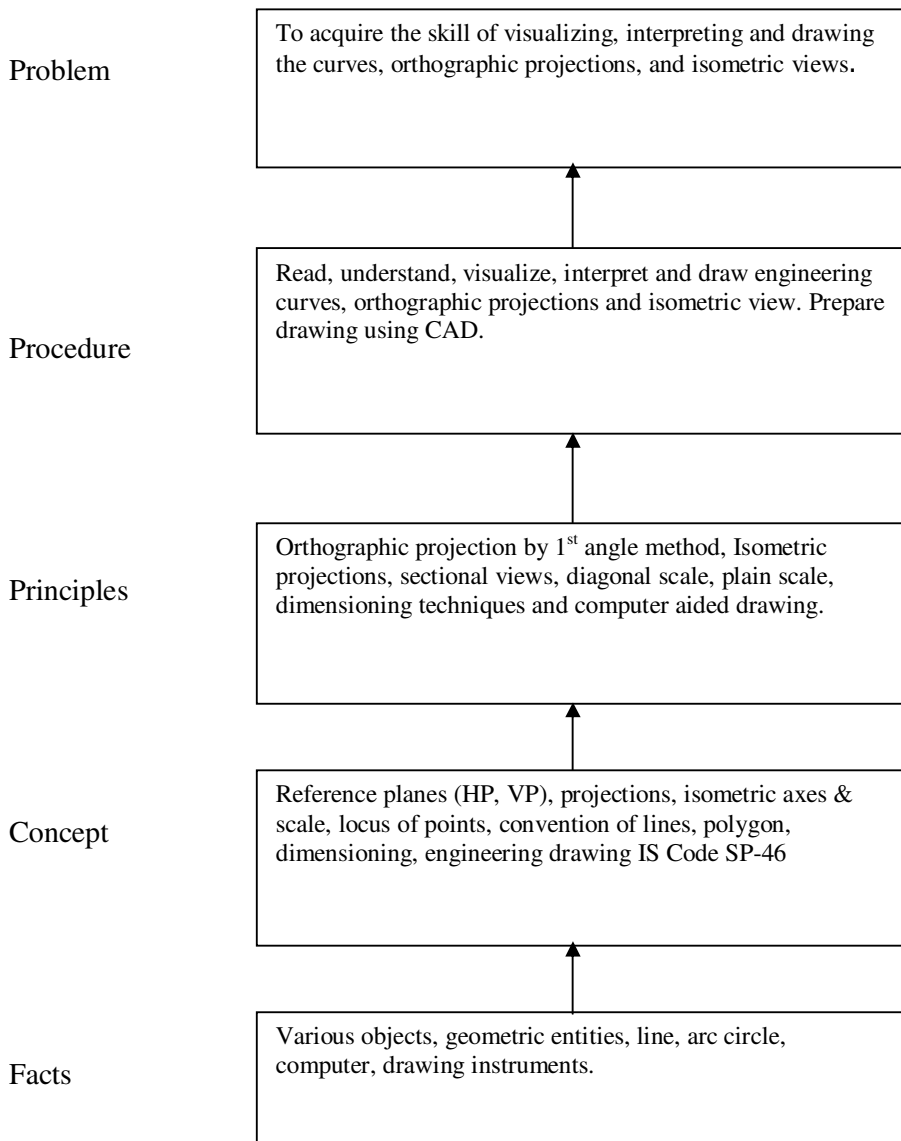 To acquire the skill of visualizing, interpreting and drawing
the curves, orthographic projections, and isometric views.
Problem
Read, understand, visualize, interpret and draw engineering
curves, orthographic projections and isometric view. Prepare
drawing using CAD.
Procedure
Orthographic projection by 1st angle method, Isometric
projections, sectional views, diagonal scale, plain scale,
dimensioning techniques and computer aided drawing.
Principles
Reference planes (HP, VP), projections, isometric axes &
scale, locus of points, convention of lines, polygon,
dimensioning, engineering drawing IS Code SP-46
Concept
Various objects, geometric entities, line, arc circle,
computer, drawing instruments.
Facts